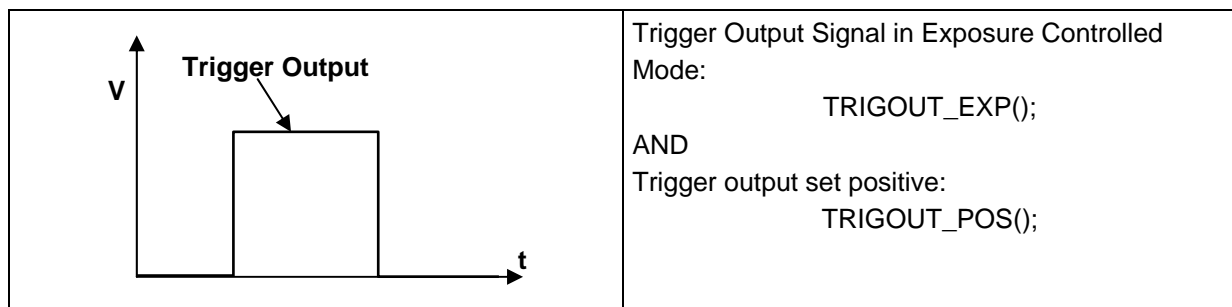 Trigger Output
V
t
Trigger Output Signal in Exposure Controlled
Mode:
TRIGOUT_EXP();
AND
Trigger output set positive:
TRIGOUT_POS();